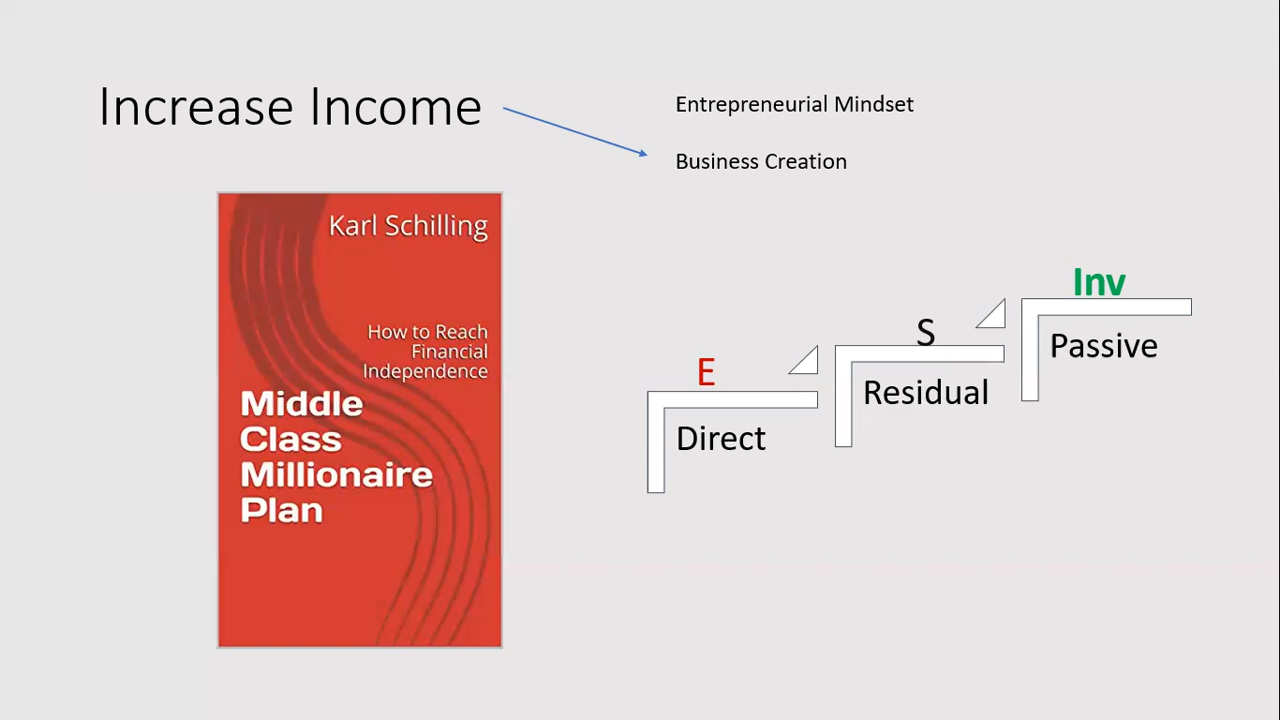 Increase Income
Entrepreneurial Mindset
Business Creation
Karl Schilling
How to Reach
Financial
Independence
Middle
Class
Millionaire
Plan
E
Direct
S
Residual
Inv
Passive